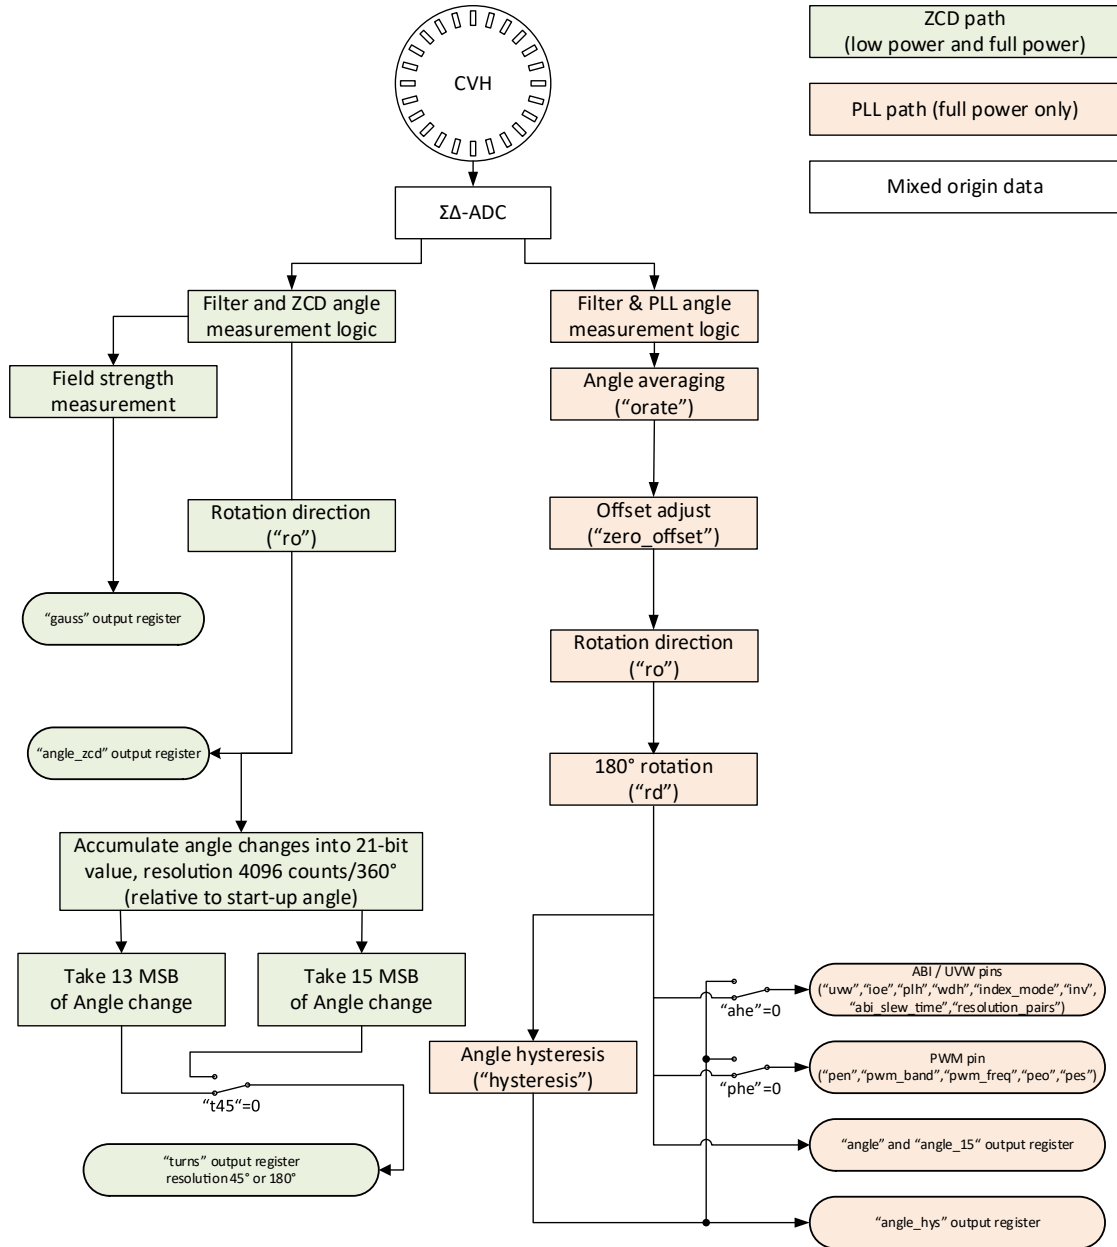 CVH
ZCD path
(low power and full power)
PLL path (full power only)
Mixed origin data
ΣΔ-ADC
Filter and ZCD angle
measurement logic
Filter & PLL angle
measurement logic
Field strength
measurement
Angle averaging
(“orate”)
Rotation direction
(“ro”)
Offset adjust
(“zero_offset”)
“gauss” output register
Rotation direction
(“ro”)
“angle_zcd” output register
180° rotation
(“rd”)
Accumulate angle changes into 21-bit
value, resolution 4096 counts/360°
(relative to start-up angle)
Take 13 MSB
of Angle change
Take 15 MSB
of Angle change
“t45“=0
“turns” output register
resolution 45° or 180°
Angle hysteresis
(“hysteresis”)
“ahe”=0
ABI / UVW pins
(“uvw”,“ioe”,“plh”,“wdh”,“index_mode”,“inv”,
“abi_slew_time”,“resolution_pairs”)
“phe”=0
PWM pin
(“pen”,“pwm_band”,“pwm_freq”,“peo”,“pes”)
“angle” and “angle_15“ output register
“angle_hys” output register